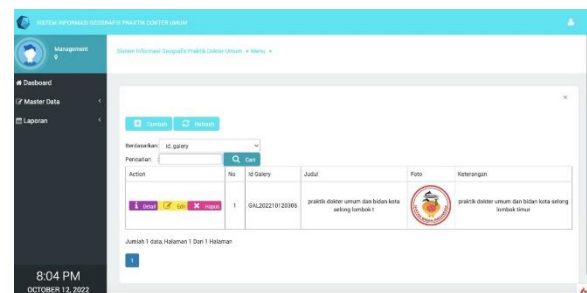 SISTEM INFORMASI GEOGRAFIS PRAKTIK DOKTER UMUM
Management
Sistem Informasi Geografis Praktik Dokter Umum » Menu »
Dasboard
Master Data
Laporan
Tambah Refresh
Berdasarkan id_galery
Pencarian Cari
Action No Id Galery Judul Foto Keterangan
Detail Edit Hapus 1 GAL20221012030 praktik dokter umum dan bidan kota praktik dokter umum dan bidan kota selong
selong lombok t lombok timur
Jumlah 1 data, Halaman 1 Dari 1 Halaman
1
8:04 PM
OCTOBER 12, 2022